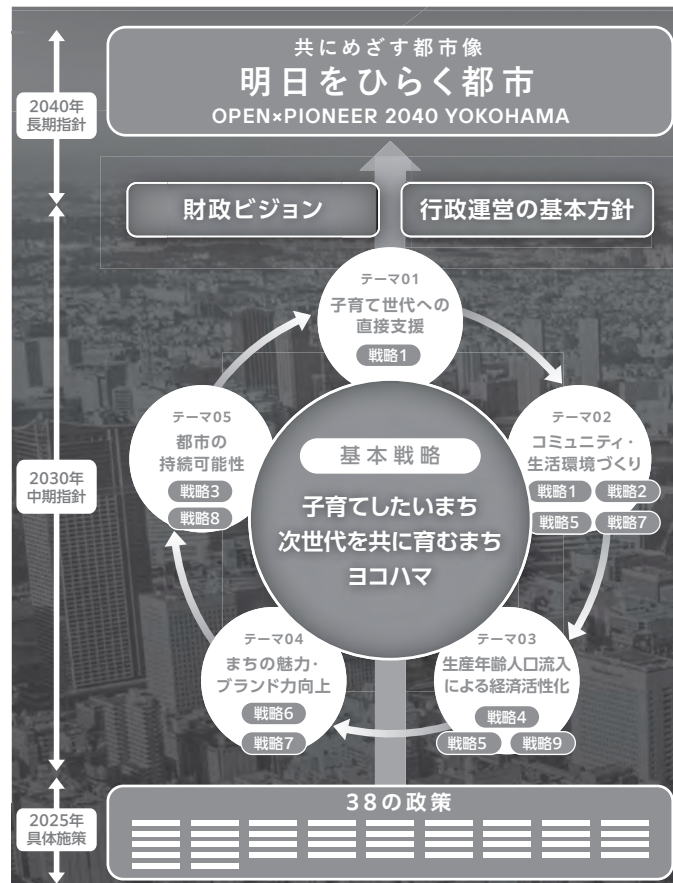 共にめざす都市像
明日をひらく都市
OPEN×PIONEER 2040 YOKOHAMA
2040年
長期指針
財政ビジョン
行政運営の基本方針
テーマ01
子育て世代への
直接支援
戦略1
テーマ05
都市の
持続可能性
戦略3
戦略8
テーマ02
コミュニティ・
生活環境づくり
戦略1 戦略2
戦略5 戦略7
2030年
中期指針
基本戦略
子育てしたいまち
次世代を共に育むまち
ヨコハマ
テーマ04
まちの魅力・
ブランド力向上
戦略6
戦略7
テーマ03
生産年齢人口流入
による経済活性化
戦略4
戦略5 戦略9
2025年
具体施策
38の政策